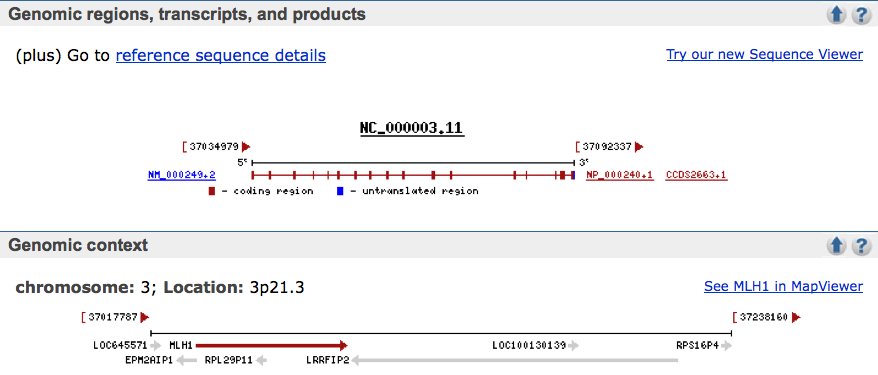 Genomic regions, transcripts, and products
(plus) Go to reference sequence details Try our new Sequence Viewer
NC_000003.11
[ 37034979 [ 37092337
5' 3'
NM_000249.2 NP_000240.1 CCDS2663.1
- coding region - untranslated region
Genomic context
chromosome: 3; Location: 3p21.3 See MLH1 in MapViewer
[ 37017787 [ 37238160
LOC645571 MLH1 LOC100130139 RPS16P4
EPM2AIP1 RPL29P11 LRRFIP2